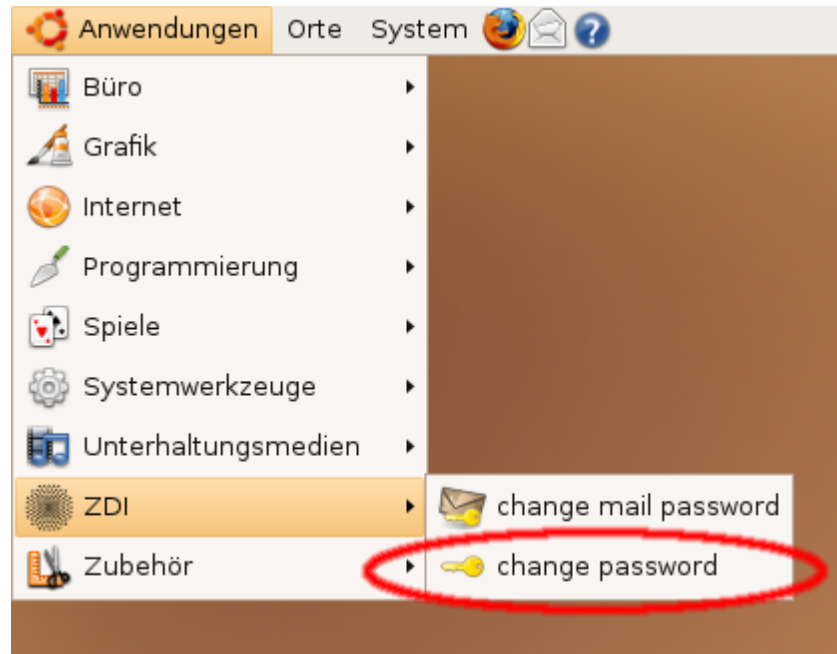 Anwendungen Orte System
Büro
Grafik
Internet
Programmierung
Spiele
Systemwerkzeuge
Unterhaltungsmedien
ZDI
change mail password
Zubehör
change password